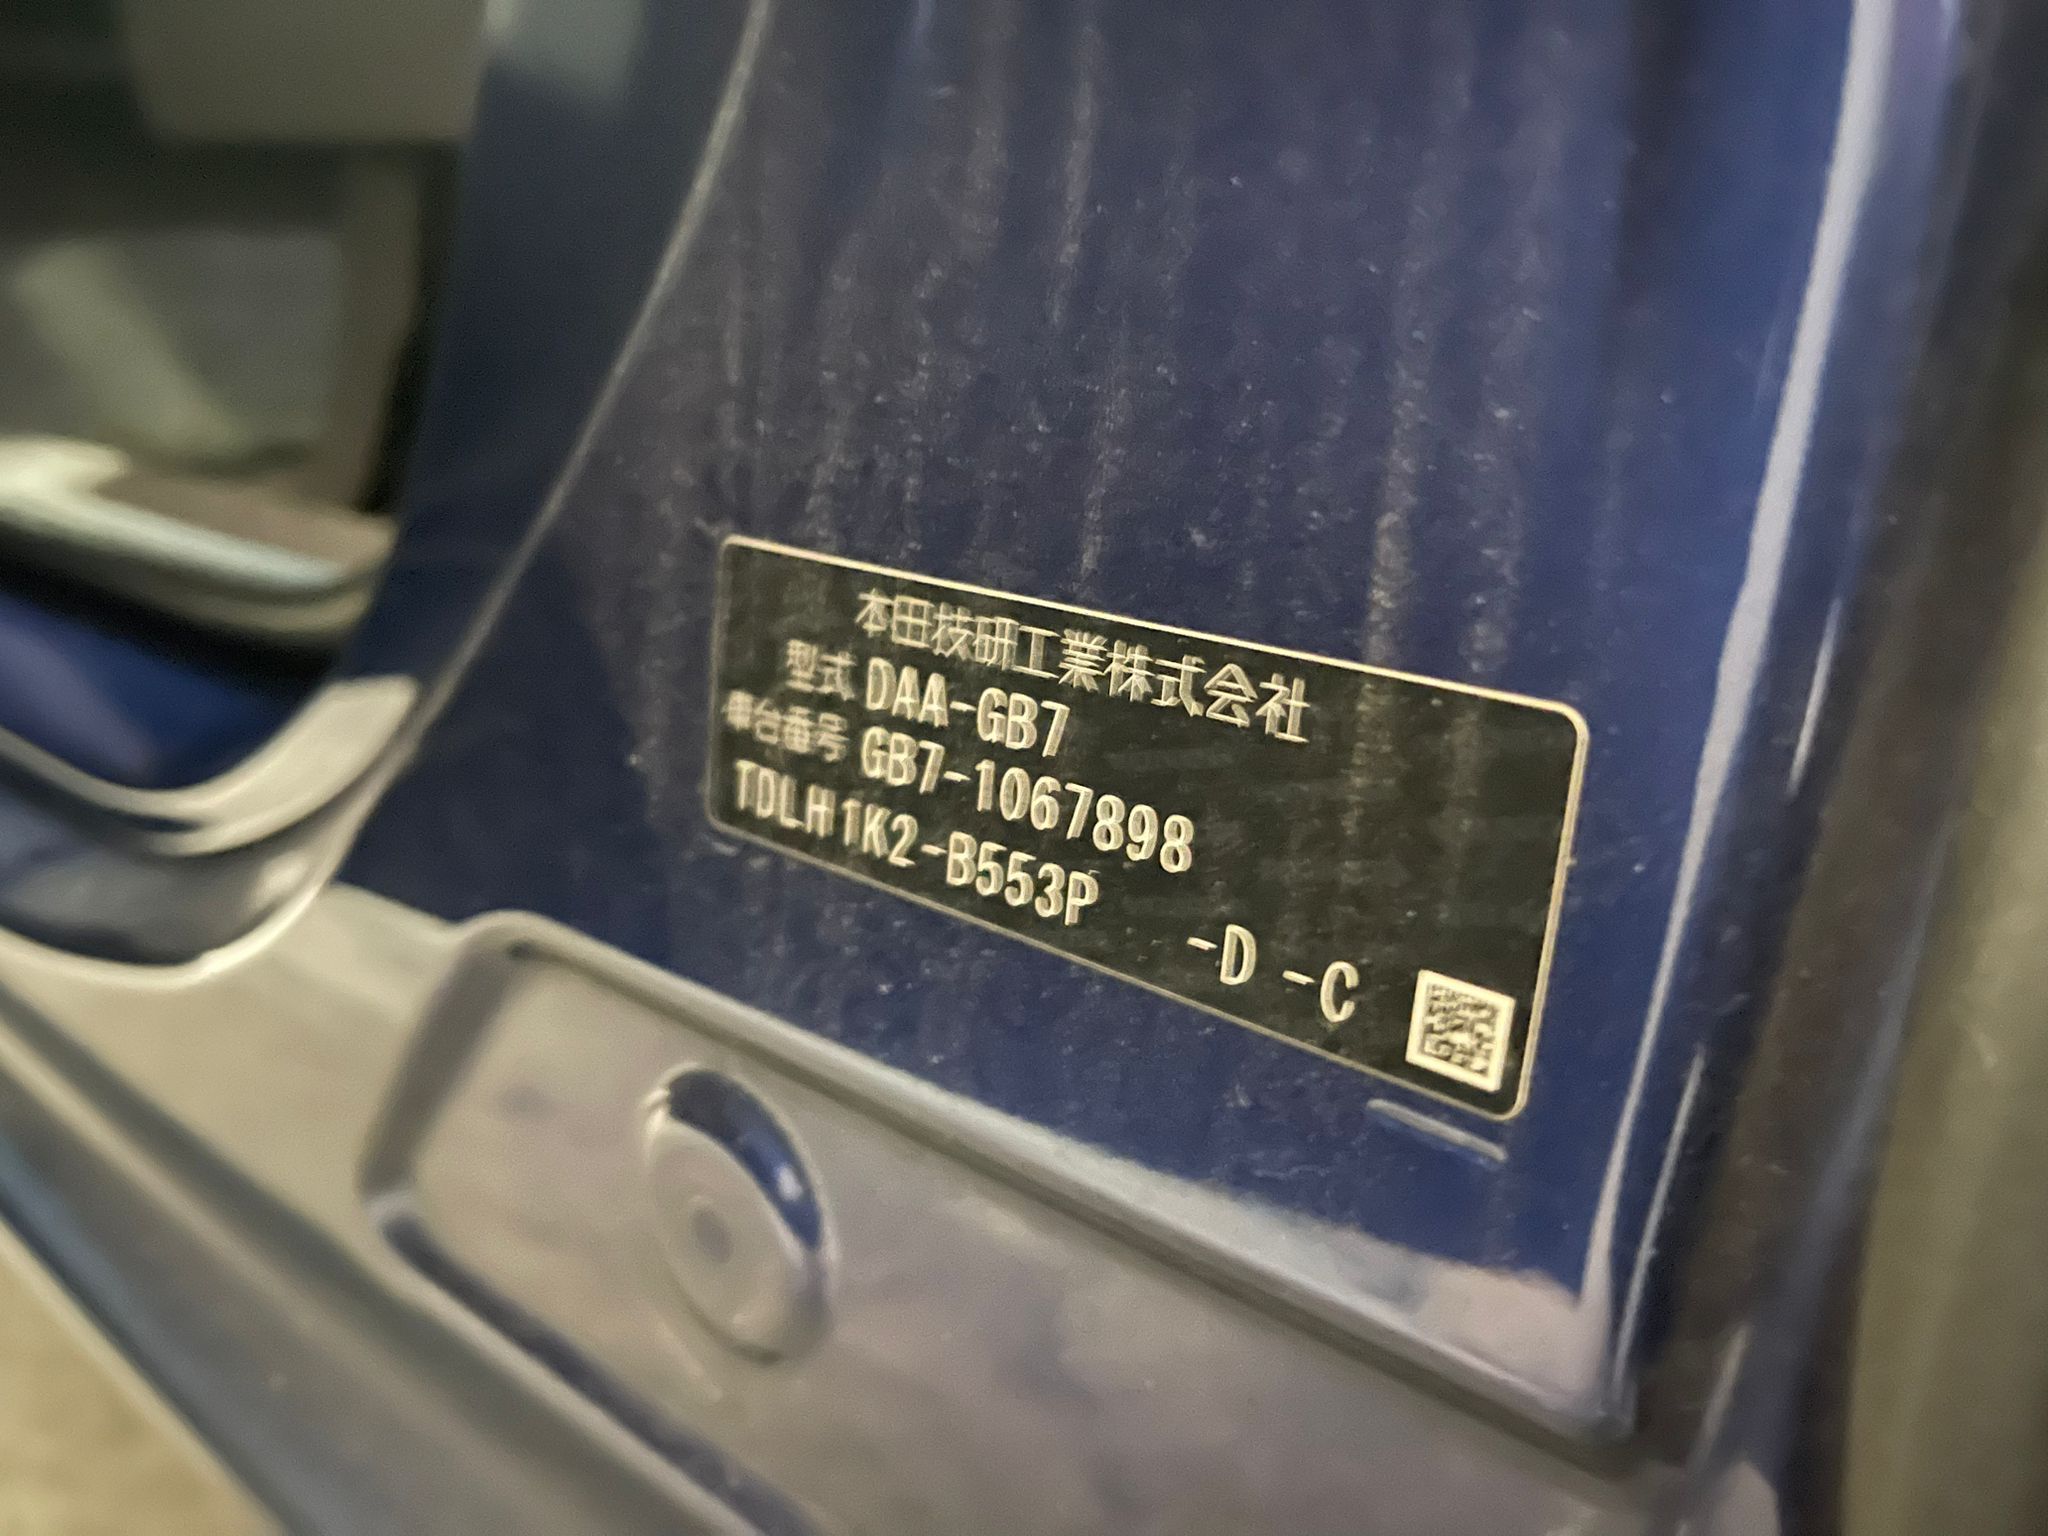 本田技研工業株式会社
型式 DAA-GB7
車台番号 GB7-1067898
TDLH1K2-B553P -D -C